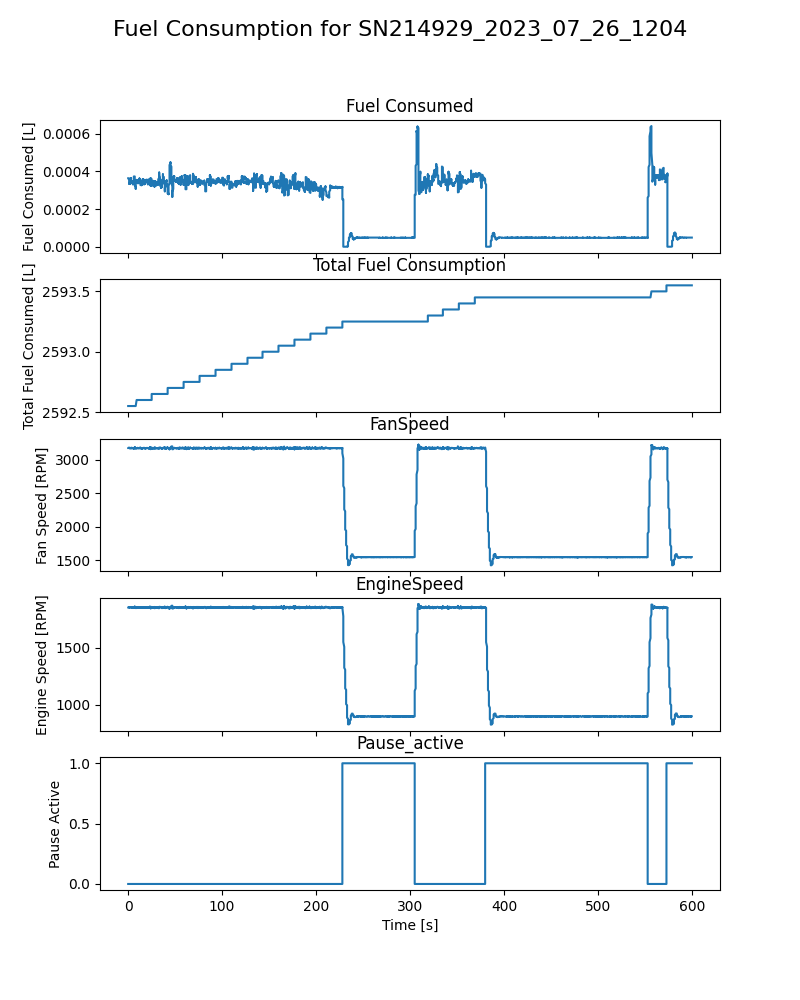 Fuel Consumption for SN214929_2023_07_26_1204
Fuel Consumed
Fuel Consumed [L]
0.0006
0.0004
0.0002
0.0000
Total Fuel Consumption
Total Fuel Consumed [L]
2593.5
2593.0
2592.5
FanSpeed
Fan Speed [RPM]
3000
2500
2000
1500
EngineSpeed
Engine Speed [RPM]
1500
1000
Pause_active
Pause Active
1.0
0.5
0.0
0 100 200 300 400 500 600
Time [s]